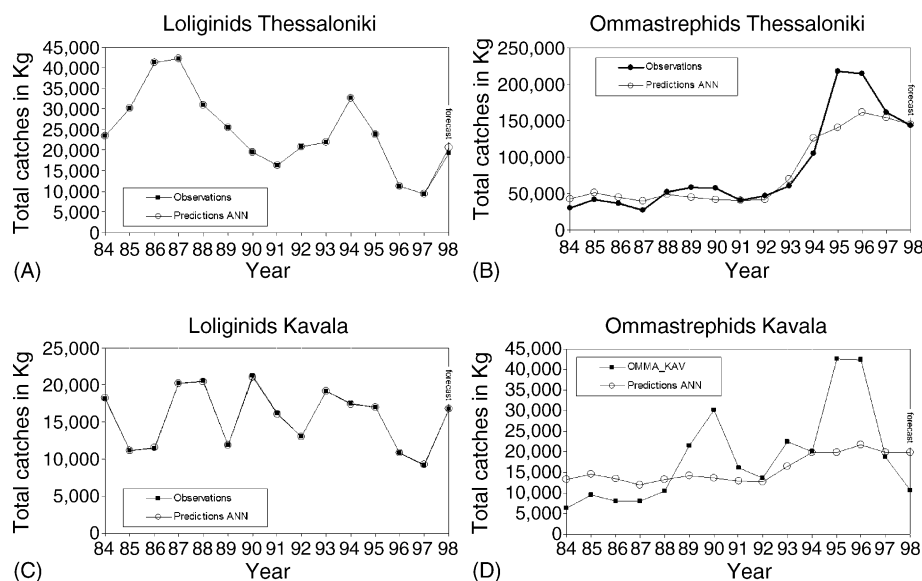 Loliginids Thessaloniki
Total catches in Kg
45,000
40,000
35,000
30,000
25,000
20,000
15,000
10,000
5,000
0
Observations
Predictions ANN
forecast
84 85 86 87 88 89 90 91 92 93 94 95 96 97 98
(A)
Year
Ommastrephids Thessaloniki
Total catches in Kg
250,000
200,000
150,000
100,000
50,000
0
Observations
Predictions ANN
forecast
84 85 86 87 88 89 90 91 92 93 94 95 96 97 98
(B)
Year
Loliginids Kavala
Total catches in Kg
25,000
20,000
15,000
10,000
5,000
0
Observations
Predictions ANN
forecast
84 85 86 87 88 89 90 91 92 93 94 95 96 97 98
(C)
Year
Ommastrephids Kavala
Total catches in Kg
45,000
40,000
35,000
30,000
25,000
20,000
15,000
10,000
5,000
0
OMMA_KAV
Predictions ANN
forecast
84 85 86 87 88 89 90 91 92 93 94 95 96 97 98
(D)
Year